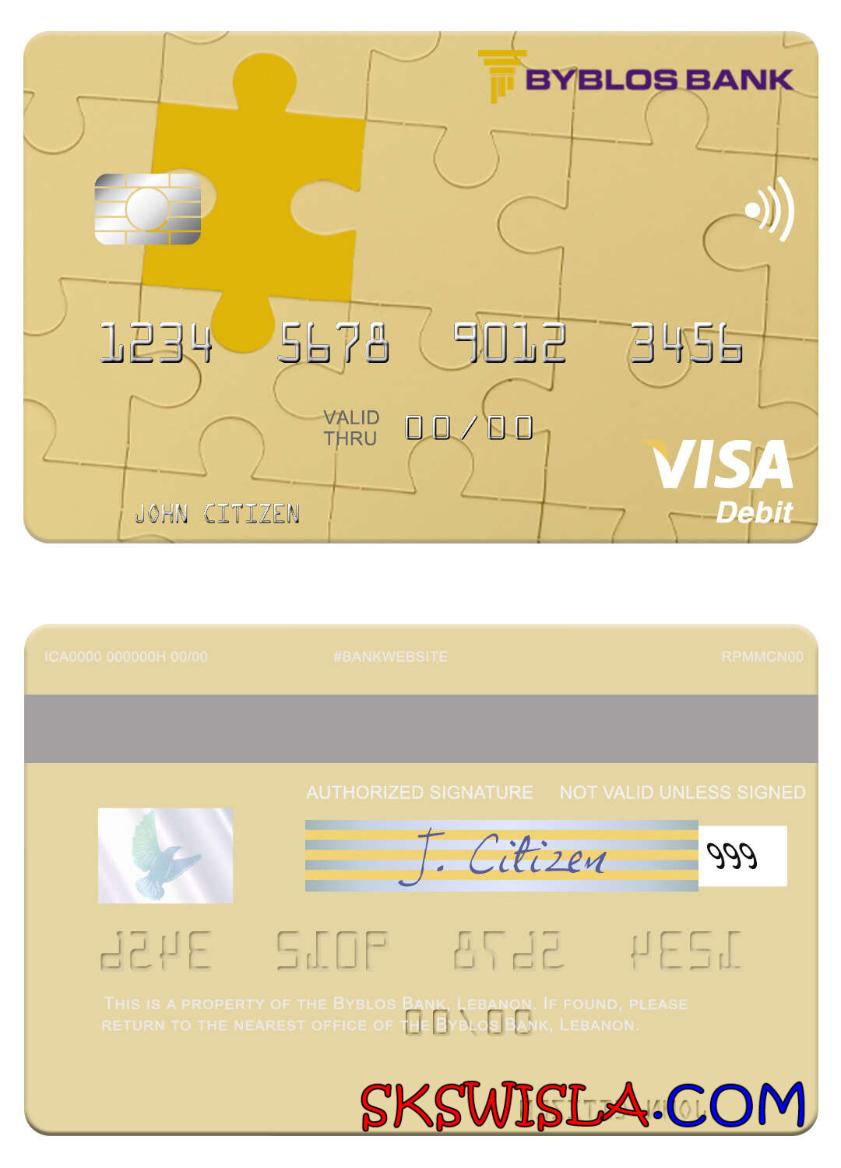 BYBLOS BANK
1234 5678 9012 3456
VALID THRU 00/00
VISA
JOHN CITIZEN
Debit
ICA0000 000000H 00/00 #BANKWEBSITE RPMMCN00
AUTHORIZED SIGNATURE NOT VALID UNLESS SIGNED
J. Citizen 999
THIS IS A PROPERTY OF THE BYBLOS BANK, LEBANON. IF FOUND, PLEASE
RETURN TO THE NEAREST OFFICE OF THE BYBLOS BANK, LEBANON.
SKSWISLA.COM